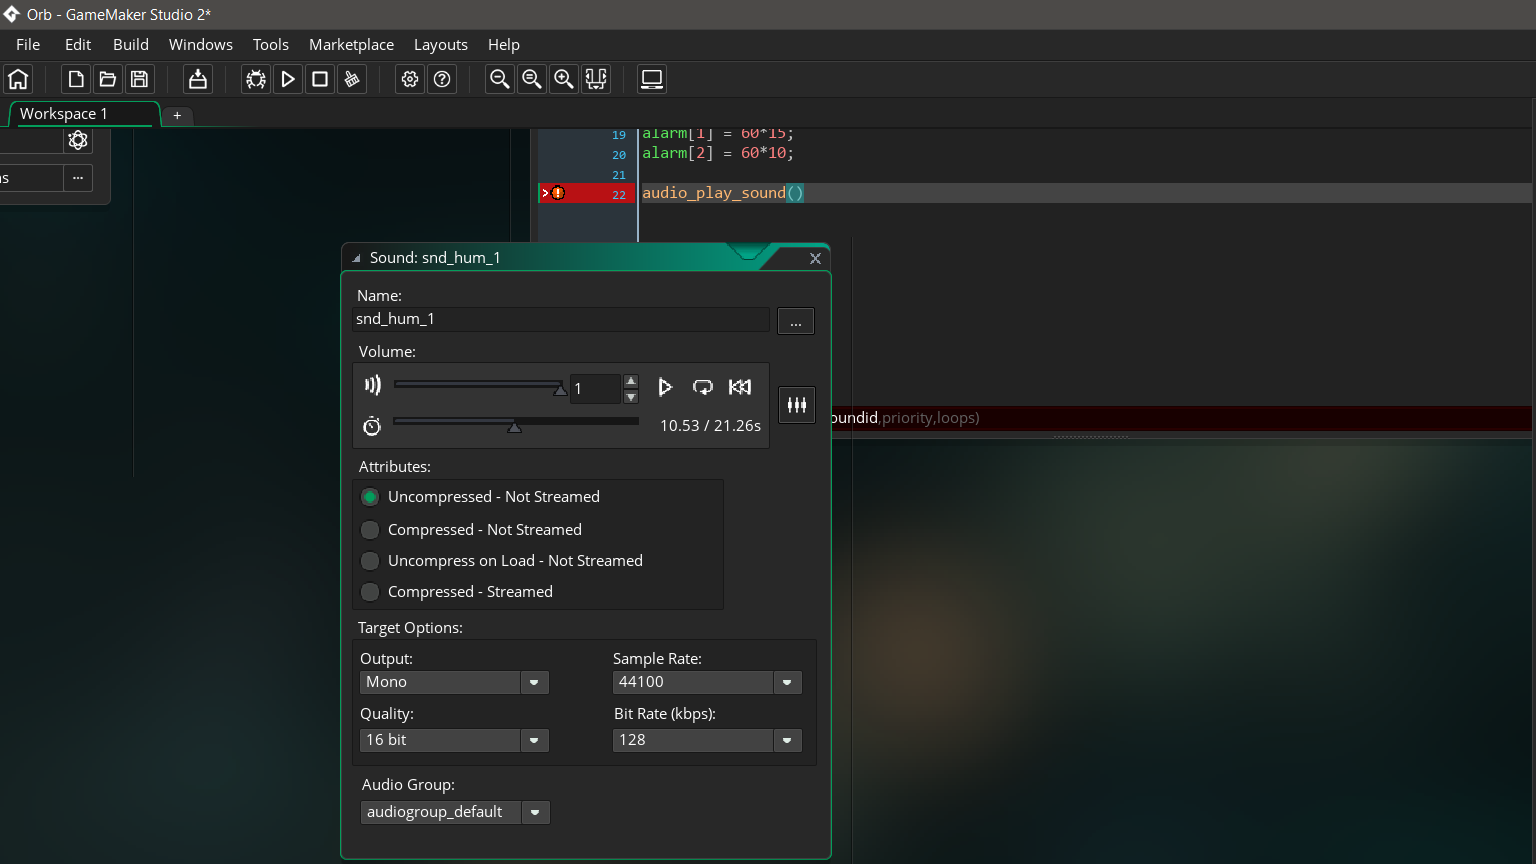 Orb - GameMaker Studio 2*
File Edit Build Windows Tools Marketplace Layouts Help
Workspace 1 +
19 alarm[1] = 60*15;
20 alarm[2] = 60*10;
21
22 audio_play_sound()
...
Sound: snd_hum_1
Name:
snd_hum_1 ...
Volume:
1
10.53 / 21.26s
,priority,loops)
Attributes:
Uncompressed - Not Streamed
Compressed - Not Streamed
Uncompress on Load - Not Streamed
Compressed - Streamed
Target Options:
Output: Sample Rate:
Mono 44100
Quality: Bit Rate (kbps):
16 bit 128
Audio Group:
audiogroup_default